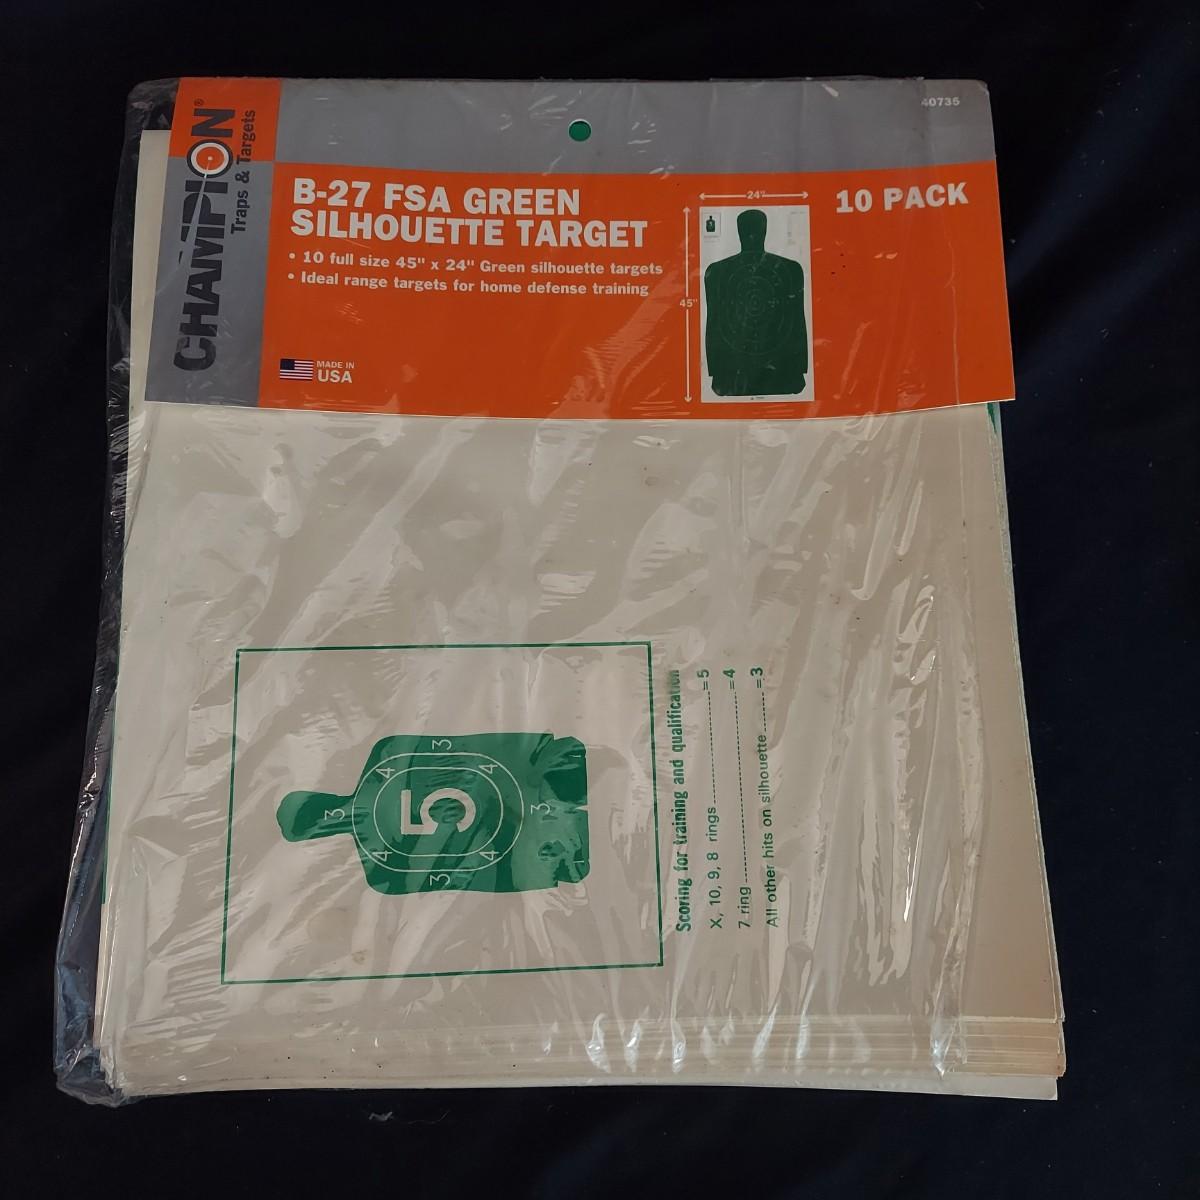 40735
CHAMPION®
Traps & Targets
B-27 FSA GREEN
SILHOUETTE TARGET
• 10 full size 45" x 24" Green silhouette targets
• Ideal range targets for home defense training
MADE IN
USA
24"
45"
10 PACK
3
4
4
3
5
3
4
4
3
Scoring for training and qualification
X, 10, 9, 8 rings = 5
7 ring = 4
All other hits on silhouette = 3